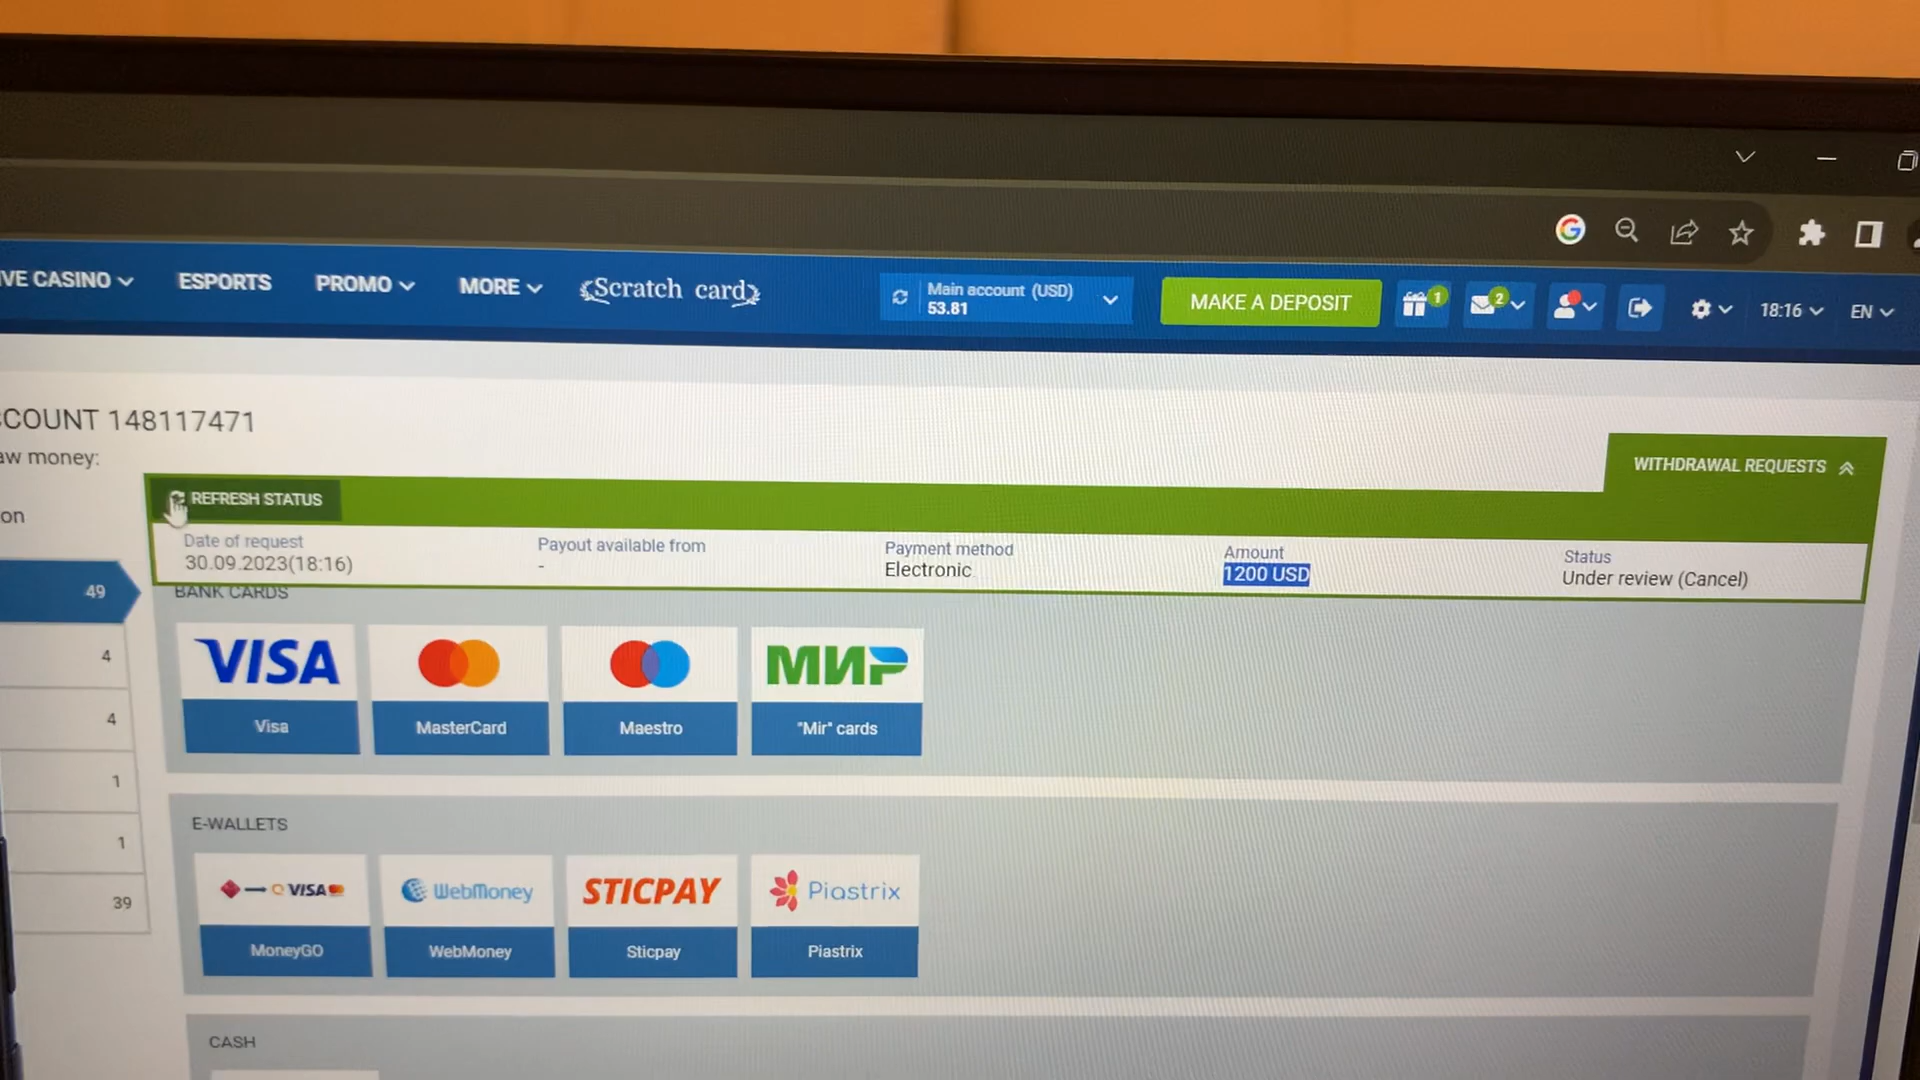 VE CASINO
ESPORTS
PROMO
MORE
Scratch card
Main account (USD)
53.81
MAKE A DEPOSIT
1
2
18:16
EN
COUNT 148117471
aw money:
WITHDRAWAL REQUESTS
REFRESH STATUS
on
Date of request
30.09.2023(18:16)
Payout available from
-
Payment method
Electronic
Amount
1200 USD
Status
Under review (Cancel)
49
4
4
1
1
39
BANK CARDS
VISA
МИР
Visa
MasterCard
Maestro
"Mir" cards
E-WALLETS
VISA
WebMoney
STICPAY
Piastrix
MoneyGO
WebMoney
Sticpay
Piastrix
CASH